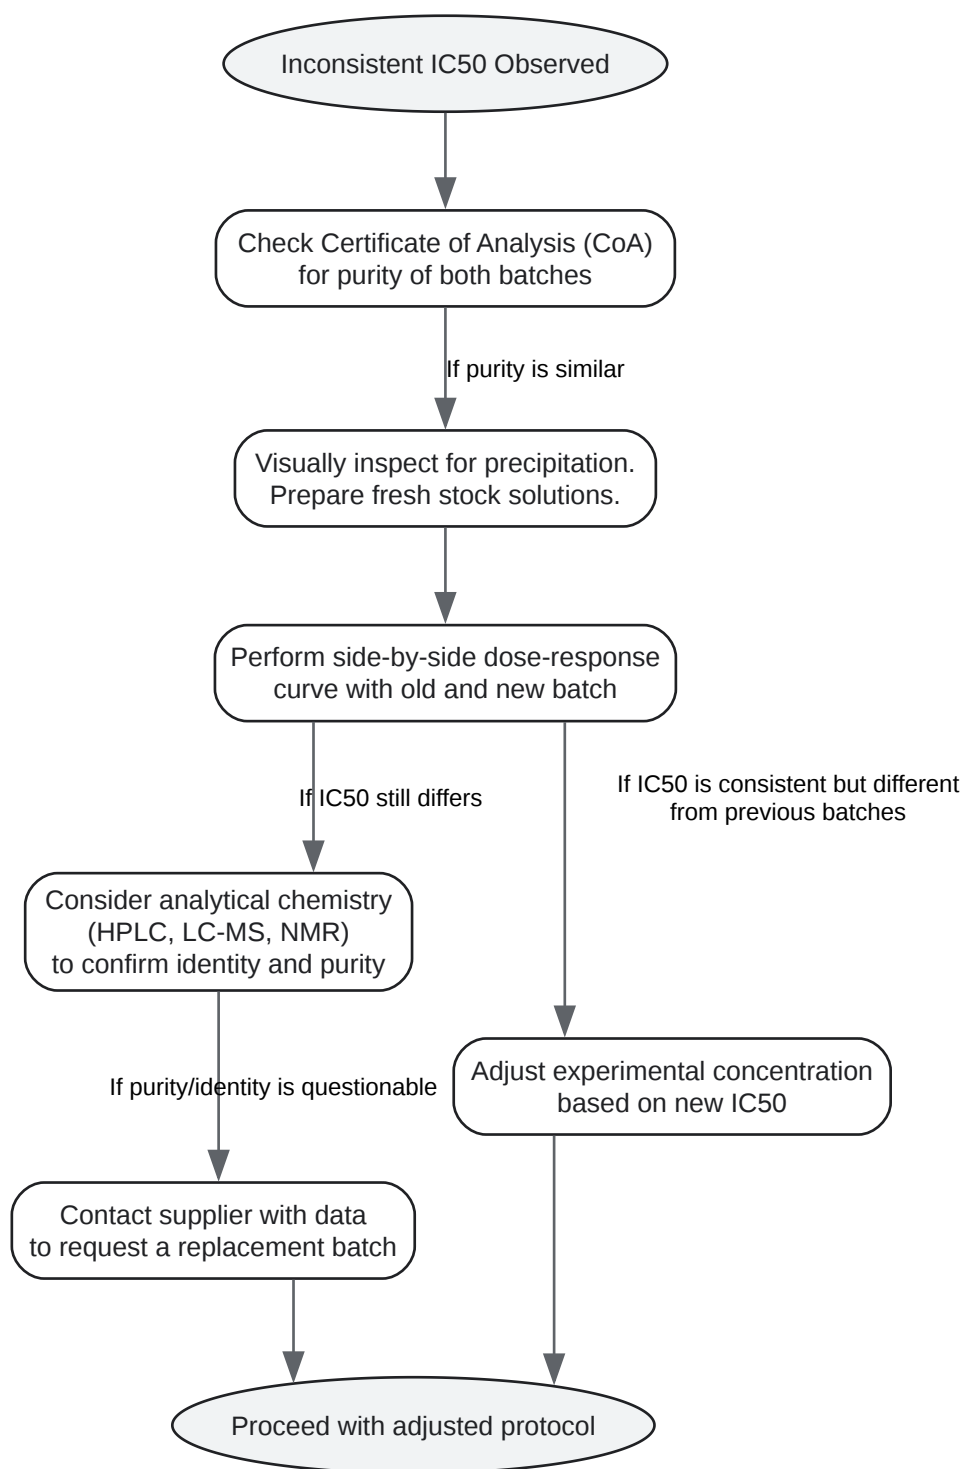 Inconsistent IC50 Observed
Check Certificate of Analysis (CoA)
for purity of both batches
If purity is similar
Visually inspect for precipitation.
Prepare fresh stock solutions.
Perform side-by-side dose-response
curve with old and new batch
If IC50 still differs
If IC50 is consistent but different
from previous batches
Consider analytical chemistry
(HPLC, LC-MS, NMR)
to confirm identity and purity
If purity/identity is questionable
Adjust experimental concentration
based on new IC50
Contact supplier with data
to request a replacement batch
Proceed with adjusted protocol